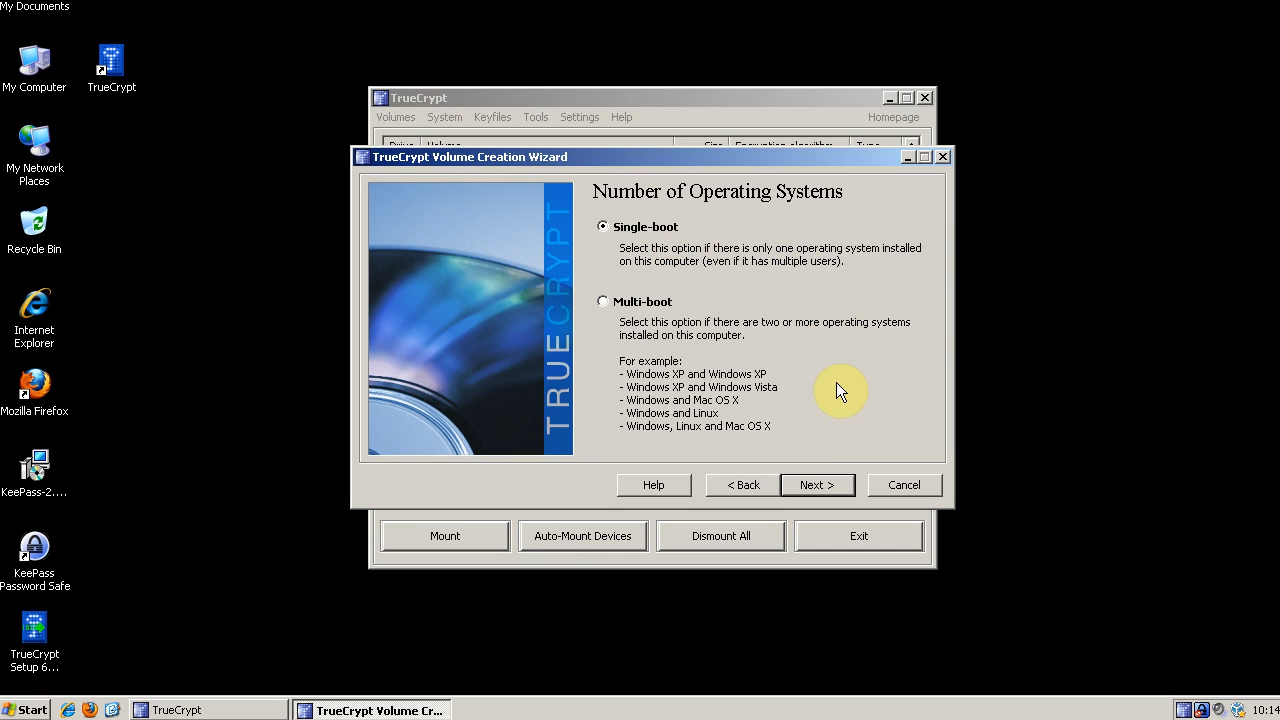 My Documents
My Computer
TrueCrypt
My Network
Places
Recycle Bin
Internet
Explorer
Mozilla Firefox
KeePass-2....
KeePass
Password Safe
TrueCrypt
Setup 6...
TrueCrypt
Volumes System Keyfiles Tools Settings Help Homepage
Drive Volume Size Encryption algorithm Type
TrueCrypt Volume Creation Wizard
TRUECRYPT
Number of Operating Systems
Single-boot
Select this option if there is only one operating system installed
on this computer (even if it has multiple users).
Multi-boot
Select this option if there are two or more operating systems
installed on this computer.
For example:
- Windows XP and Windows XP
- Windows XP and Windows Vista
- Windows and Mac OS X
- Windows and Linux
- Windows, Linux and Mac OS X
Help < Back Next > Cancel
Mount Auto-Mount Devices Dismount All Exit
Start TrueCrypt TrueCrypt Volume Cr... 10:14